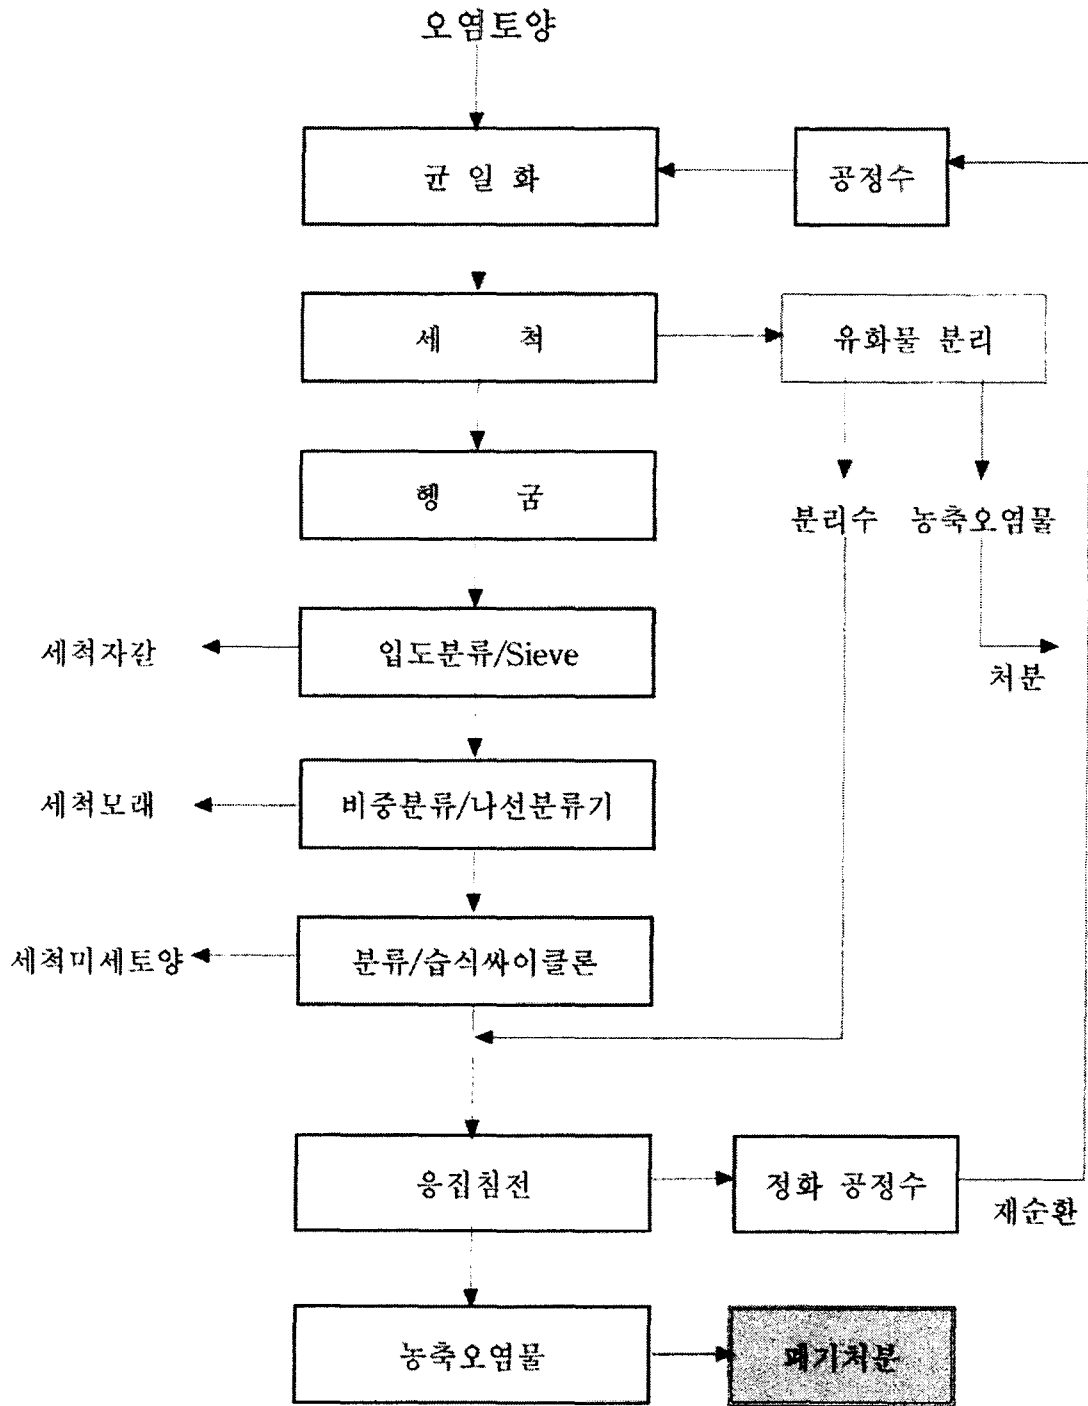 오염토양
균 일 화
공정수
세 척
유화물 분리
헹 굼
분리수
농축오염물
세척자갈
입도분류/Sieve
처분
세척모래
비중분류/나선분류기
세척미세토양
분류/습식싸이클론
응집침전
정화 공정수
재순환
농축오염물
폐기처분